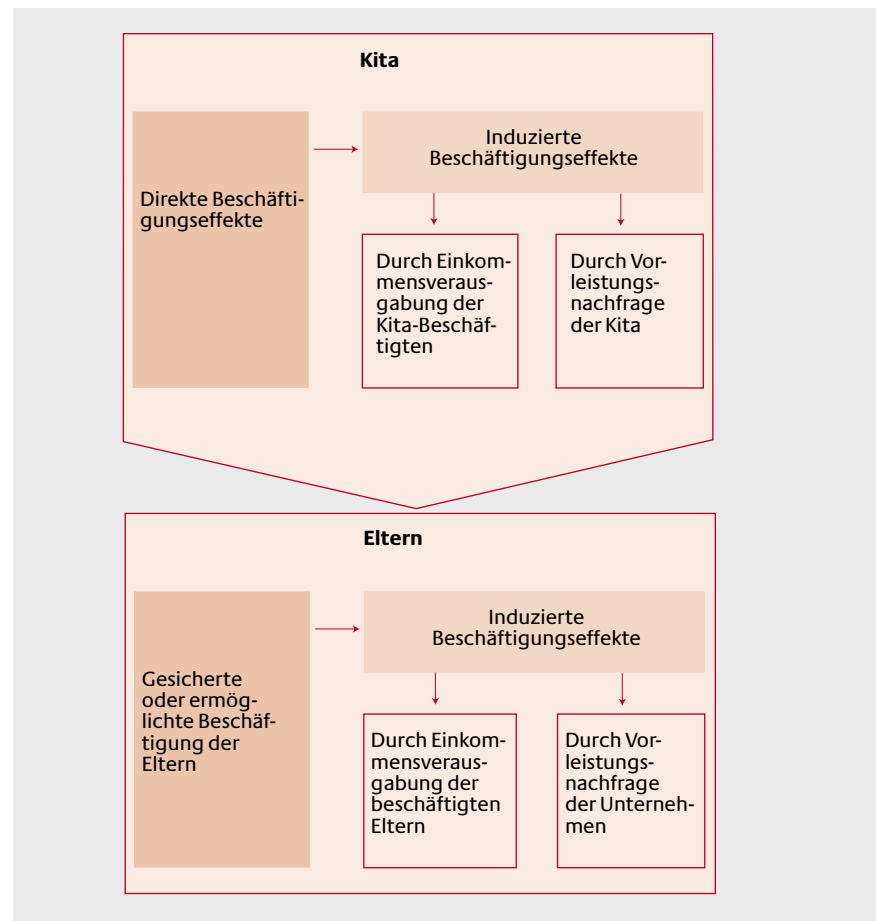 Kita
Direkte Beschäfti-
gungseffekte
Induzierte
Beschäftigungseffekte
Durch Einkom-
mensveraus-
gabung der
Kita-Beschäf-
tigten
Durch Vor-
leistungs-
nachfrage
der Kita
Eltern
Gesicherte
oder ermög-
lichte Beschäf-
tigung der
Eltern
Induzierte
Beschäftigungseffekte
Durch Einkom-
mensveraus-
gabung der
beschäftigten
Eltern
Durch Vor-
leistungs-
nachfrage
der Unterneh-
men